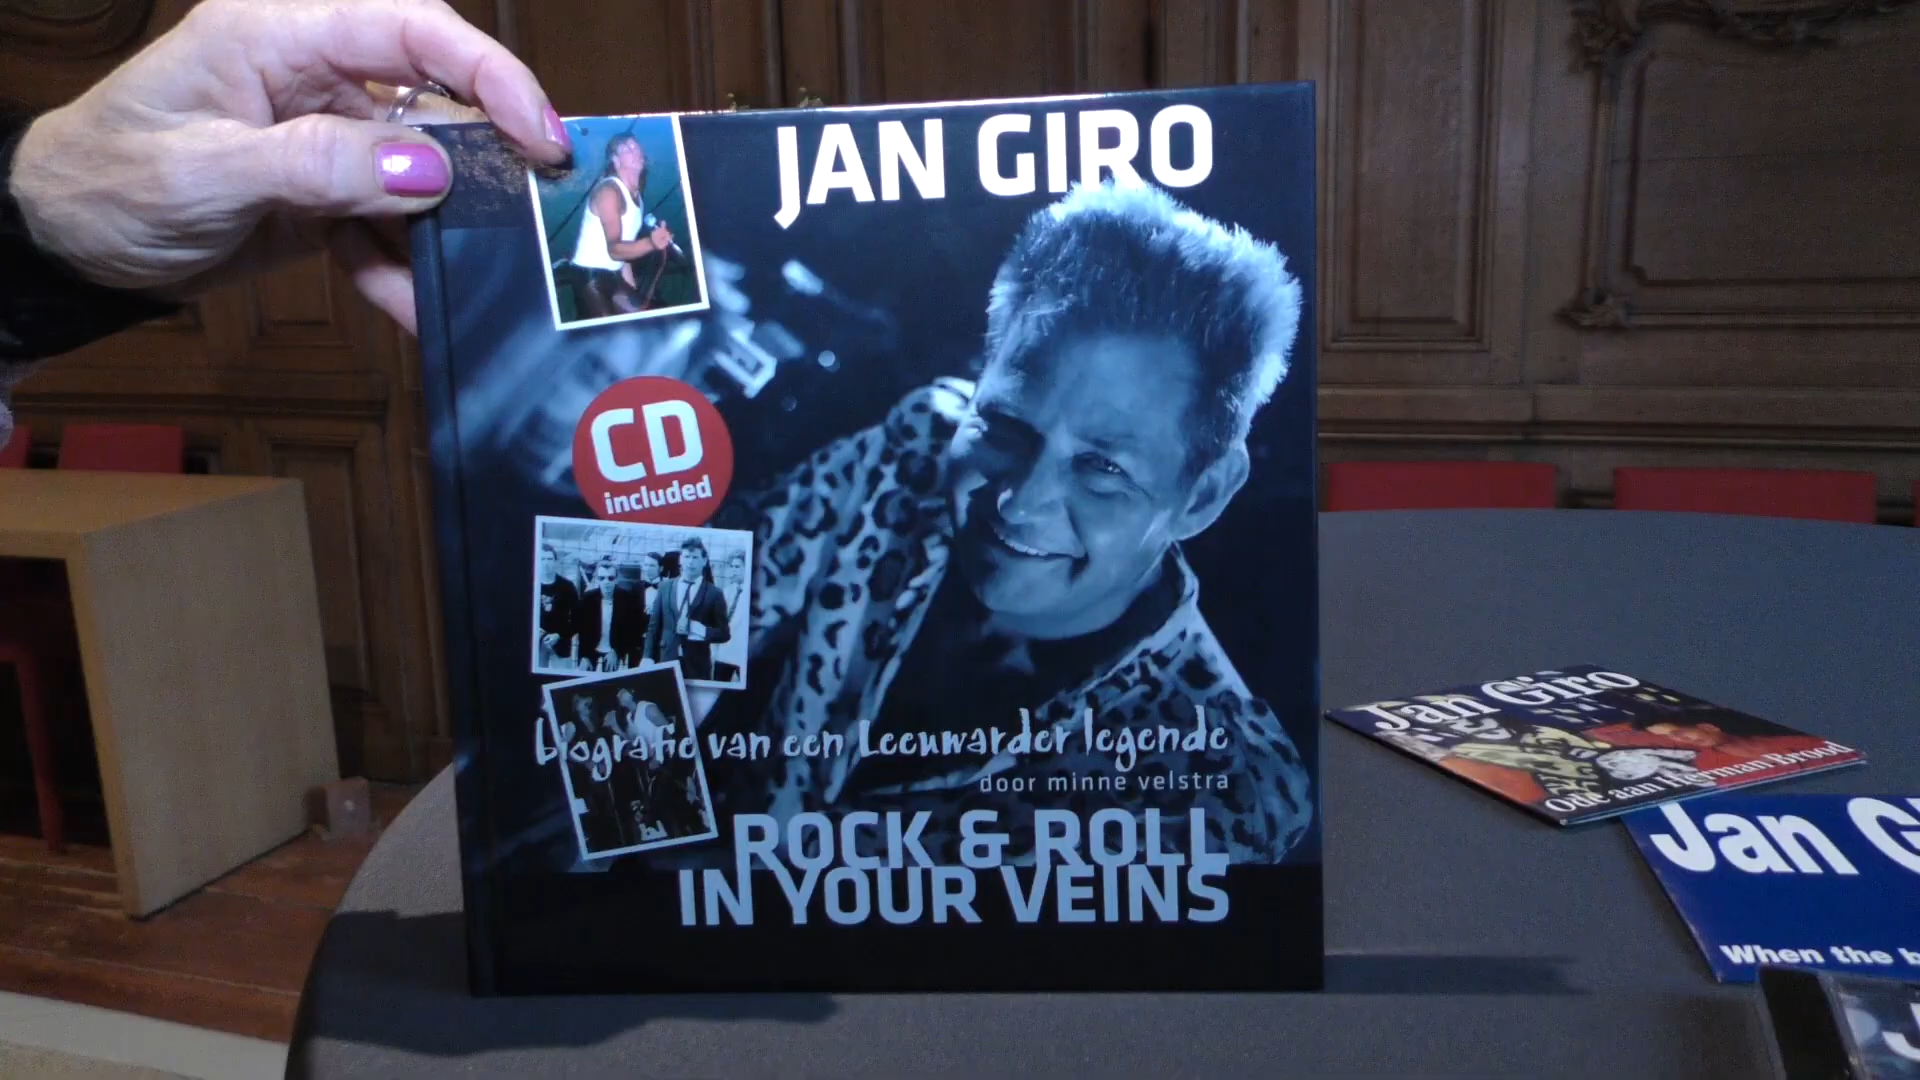 JAN GIRO
CD
included
biografie van een Leeuwarder legende
door minne velstra
ROCK & ROLL
IN YOUR VEINS
Jan Giro
Ode aan Herman Brood
Jan G
When the b
J